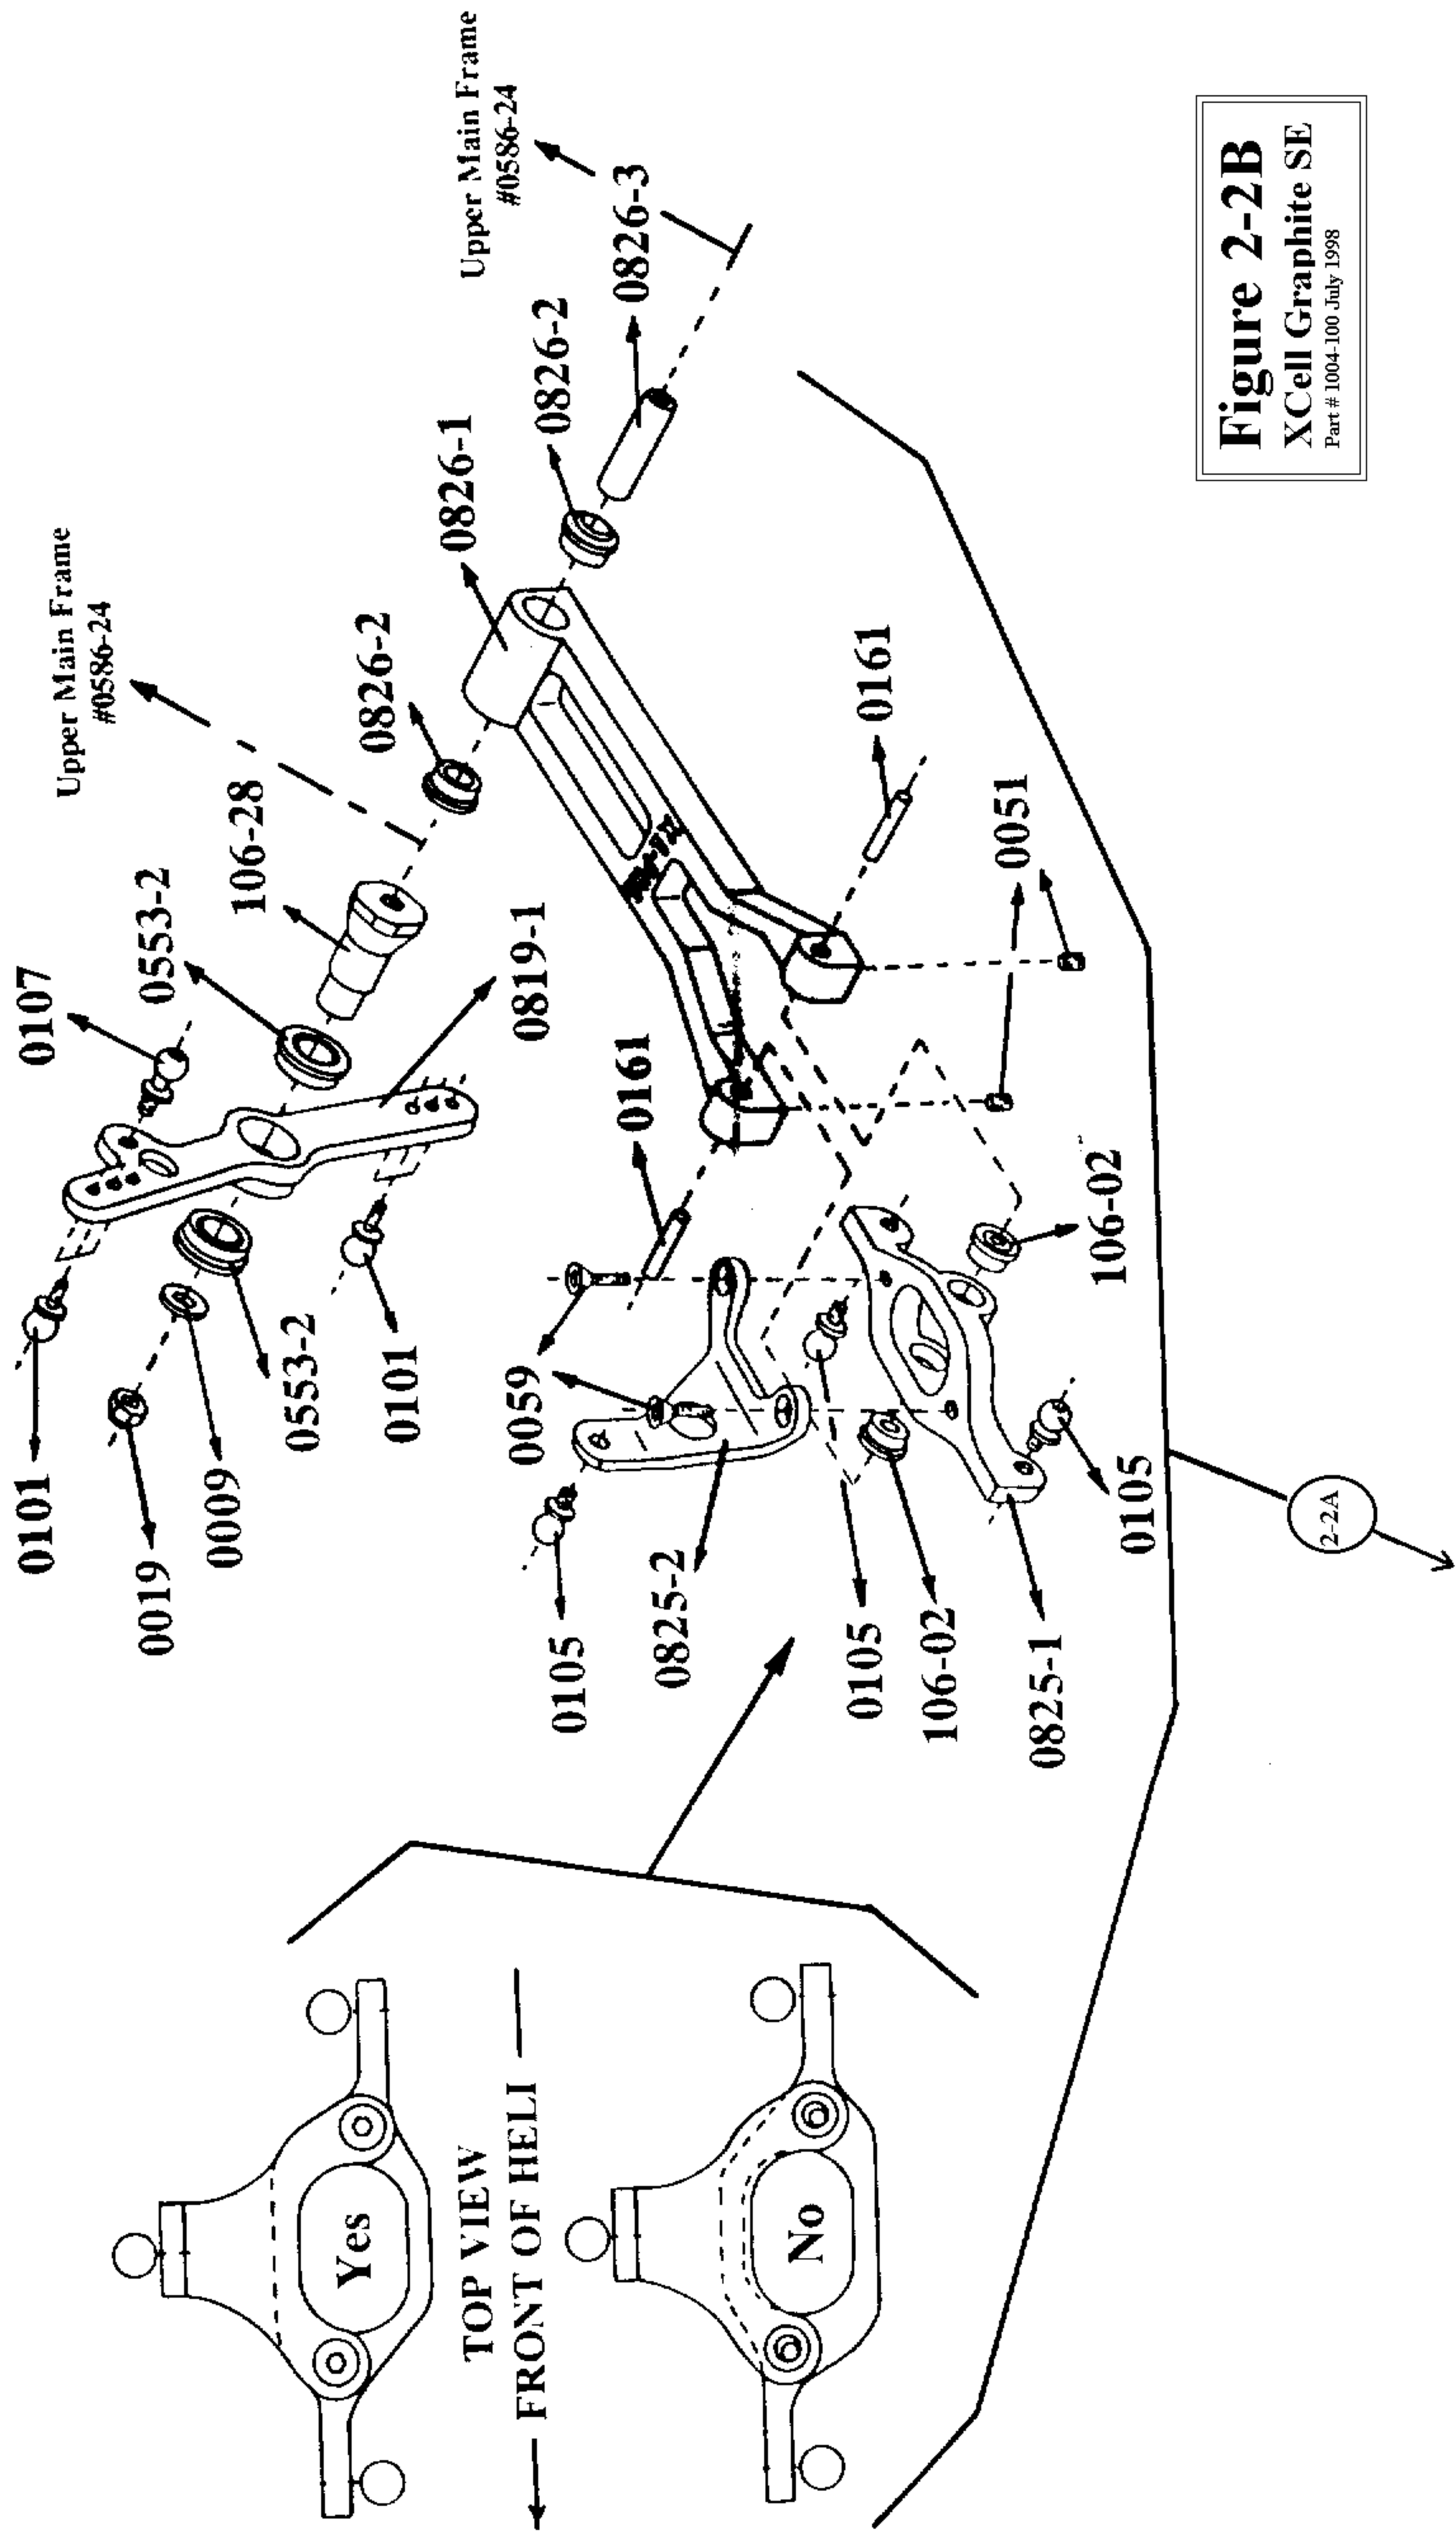 0101
0107
Upper Main Frame
#0586-24
0019
0553-2
0009
106-28
0553-2
Yes
0826-2
0101
0826-1
Upper Main Frame
#0586-24
TOP VIEW
FRONT OF HELI
0059
0819-1
0826-2
0105
0161
0826-3
0825-2
No
0105
0161
106-02
0051
0825-1
106-02
0105
Figure 2-2B
XCell Graphite SE
Part # 1004-100 July 1998
2-2A